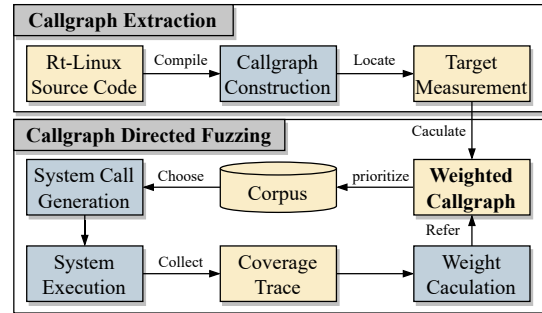 Callgraph Extraction
Rt-Linux
Source Code
Compile
Callgraph
Construction
Locate
Target
Measurement
Caculate
Callgraph Directed Fuzzing
System Call
Generation
Choose
Corpus
prioritize
Weighted
Callgraph
Refer
System
Execution
Collect
Coverage
Trace
Weight
Caculation